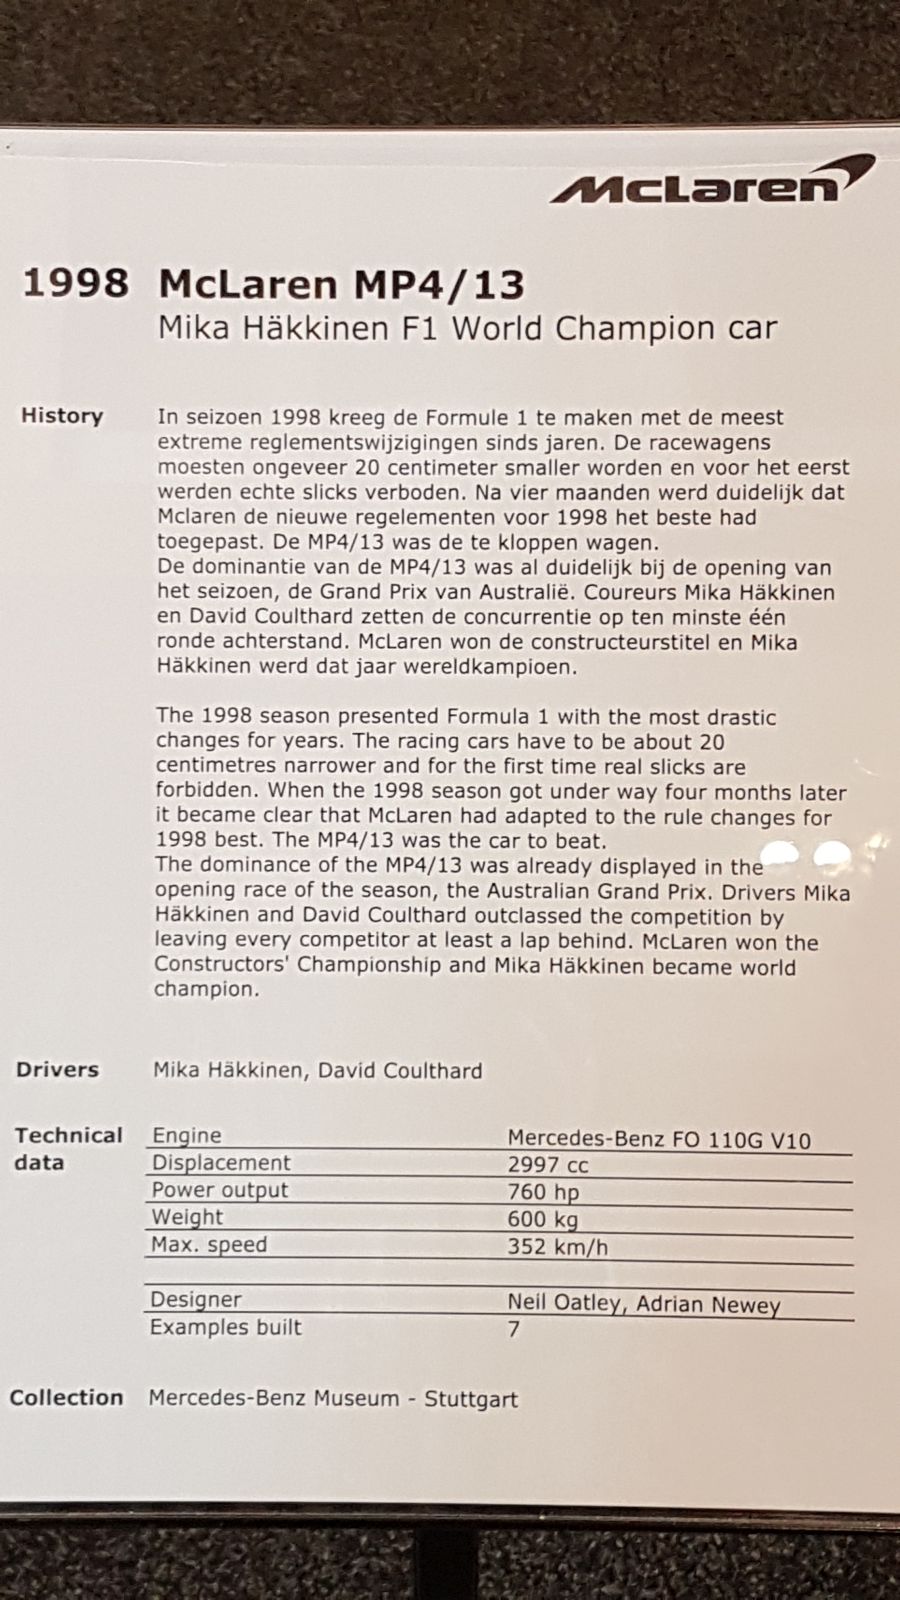 McLaren
1998 McLaren MP4/13
Mika Häkkinen F1 World Champion car
History In seizoen 1998 kreeg de Formule 1 te maken met de meest
extreme reglementswijzigingen sinds jaren. De racewagens
moesten ongeveer 20 centimeter smaller worden en voor het eerst
werden echte slicks verboden. Na vier maanden werd duidelijk dat
Mclaren de nieuwe regelementen voor 1998 het beste had
toegepast. De MP4/13 was de te kloppen wagen.
De dominantie van de MP4/13 was al duidelijk bij de opening van
het seizoen, de Grand Prix van Australië. Coureurs Mika Häkkinen
en David Coulthard zetten de concurrentie op ten minste één
ronde achterstand. McLaren won de constructeurstitel en Mika
Häkkinen werd dat jaar wereldkampioen.
The 1998 season presented Formula 1 with the most drastic
changes for years. The racing cars have to be about 20
centimetres narrower and for the first time real slicks are
forbidden. When the 1998 season got under way four months later
it became clear that McLaren had adapted to the rule changes for
1998 best. The MP4/13 was the car to beat.
The dominance of the MP4/13 was already displayed in the
opening race of the season, the Australian Grand Prix. Drivers Mika
Häkkinen and David Coulthard outclassed the competition by
leaving every competitor at least a lap behind. McLaren won the
Constructors' Championship and Mika Häkkinen became world
champion.
Drivers Mika Häkkinen, David Coulthard
Technical Engine Mercedes-Benz FO 110G V10
data Displacement 2997 cc
Power output 760 hp
Weight 600 kg
Max. speed 352 km/h
Designer Neil Oatley, Adrian Newey
Examples built 7
Collection Mercedes-Benz Museum - Stuttgart